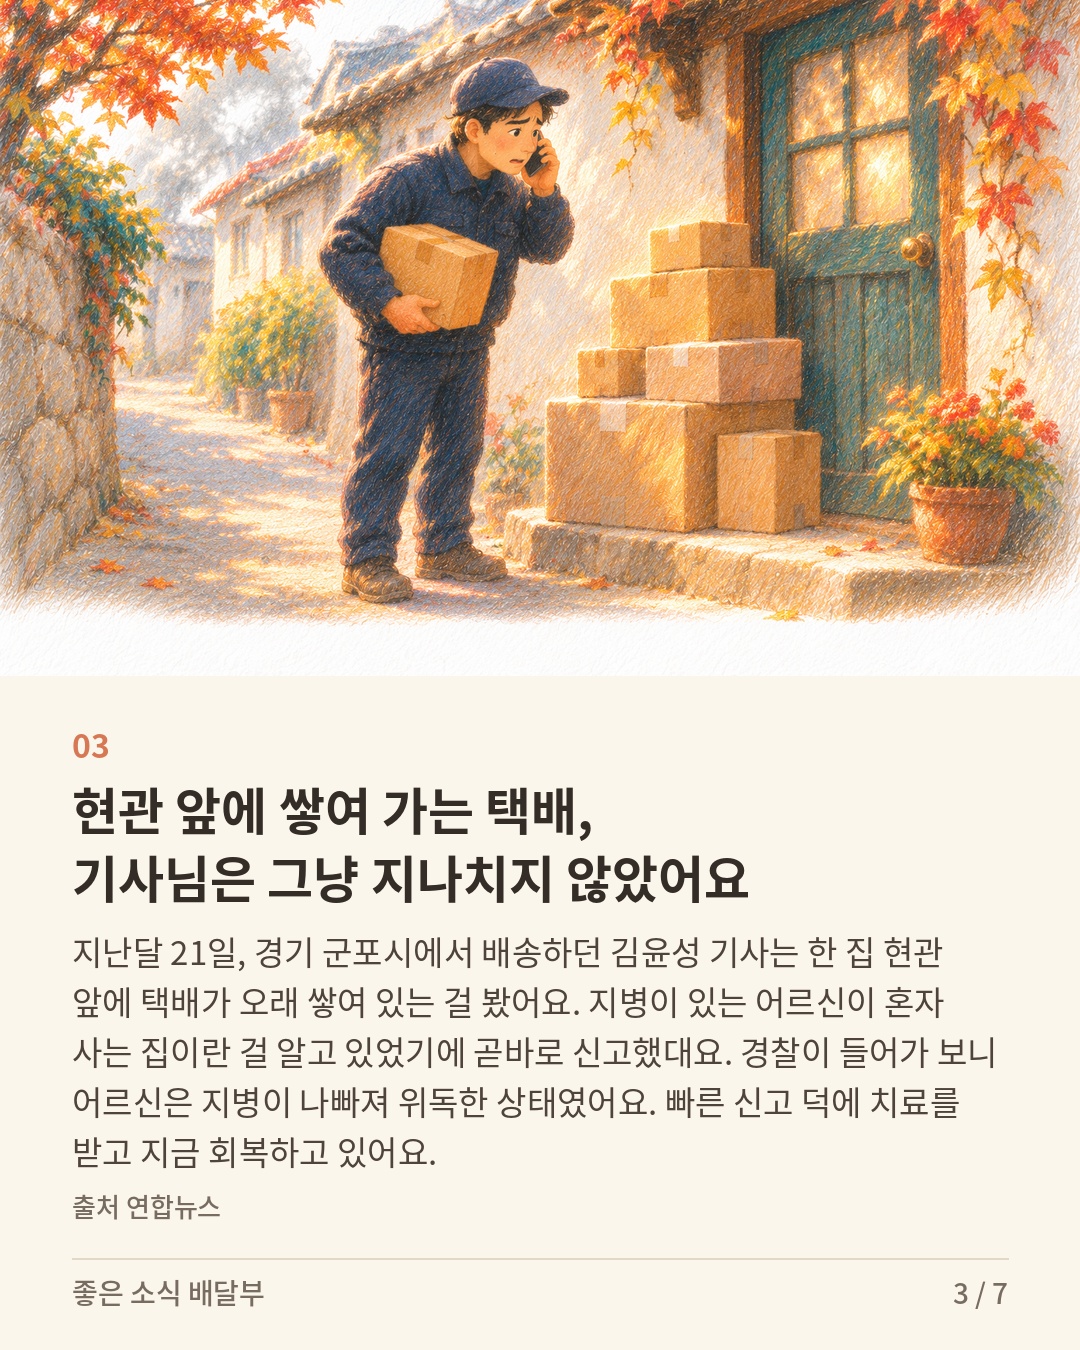 03
현관 앞에 쌓여 가는 택배,
기사님은 그냥 지나치지 않았어요
지난달 21일, 경기 군포시에서 배송하던 김윤성 기사는 한 집 현관
앞에 택배가 오래 쌓여 있는 걸 봤어요. 지병이 있는 어르신이 혼자
사는 집이란 걸 알고 있었기에 곧바로 신고했대요. 경찰이 들어가 보니
어르신은 지병이 나빠져 위독한 상태였어요. 빠른 신고 덕에 치료를
받고 지금 회복하고 있어요.
출처 연합뉴스
좋은 소식 배달부
3 / 7